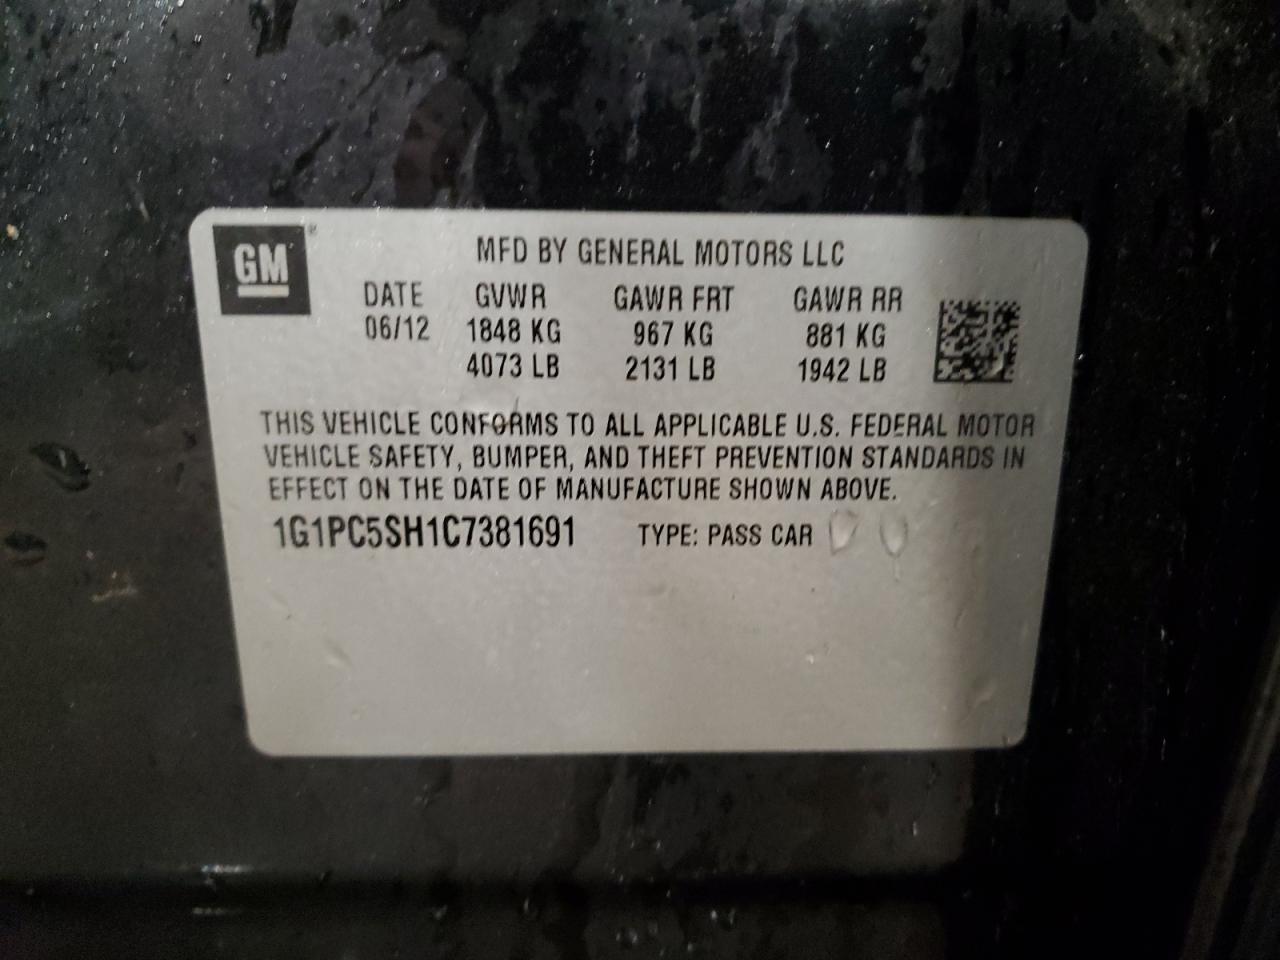 GM®
MFD BY GENERAL MOTORS LLC
DATE GVWR GAWR FRT GAWR RR
06/12 1848 KG 967 KG 881 KG
4073 LB 2131 LB 1942 LB
THIS VEHICLE CONFORMS TO ALL APPLICABLE U.S. FEDERAL MOTOR
VEHICLE SAFETY, BUMPER, AND THEFT PREVENTION STANDARDS IN
EFFECT ON THE DATE OF MANUFACTURE SHOWN ABOVE.
1G1PC5SH1C7381691 TYPE: PASS CAR